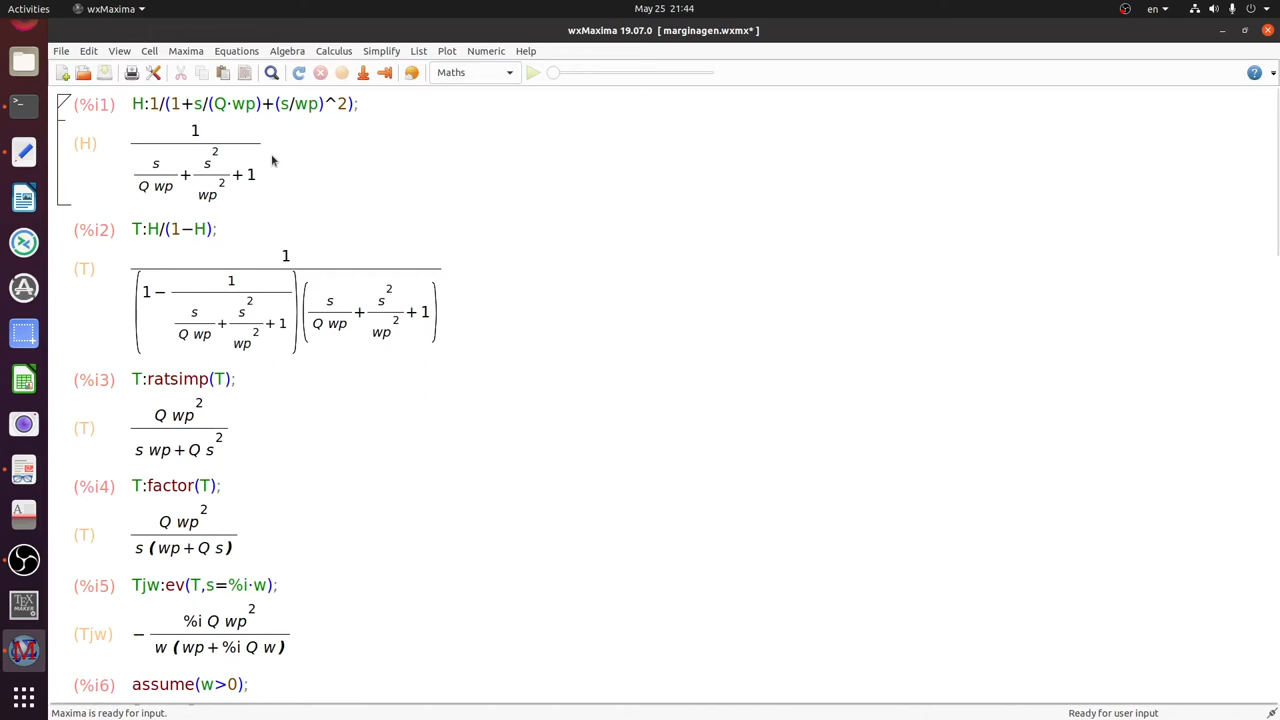 Activities
wxMaxima
May 25 21:44
en
wxMaxima 19.07.0 [ marginagen.wxmx* ]
File Edit View Cell Maxima Equations Algebra Calculus Simplify List Plot Numeric Help
Maths
(%i1) H:1/(1+s/(Q·wp)+(s/wp)^2);
1
(H)
s s 2
Q wp + wp 2 + 1
(%i2) T:H/(1−H);
1
(T)
1− 1
s s 2
Q wp + wp 2 + 1
s s 2
Q wp + wp 2 + 1
(%i3) T:ratsimp(T);
Q wp 2
(T)
s wp + Q s 2
(%i4) T:factor(T);
Q wp 2
(T)
s (wp + Q s)
(%i5) Tjw:ev(T,s=%i·w);
%i Q wp 2
(Tjw) −
w (wp + %i Q w)
(%i6) assume(w>0);
TEX
MAKER
Maxima is ready for input.
Ready for user input